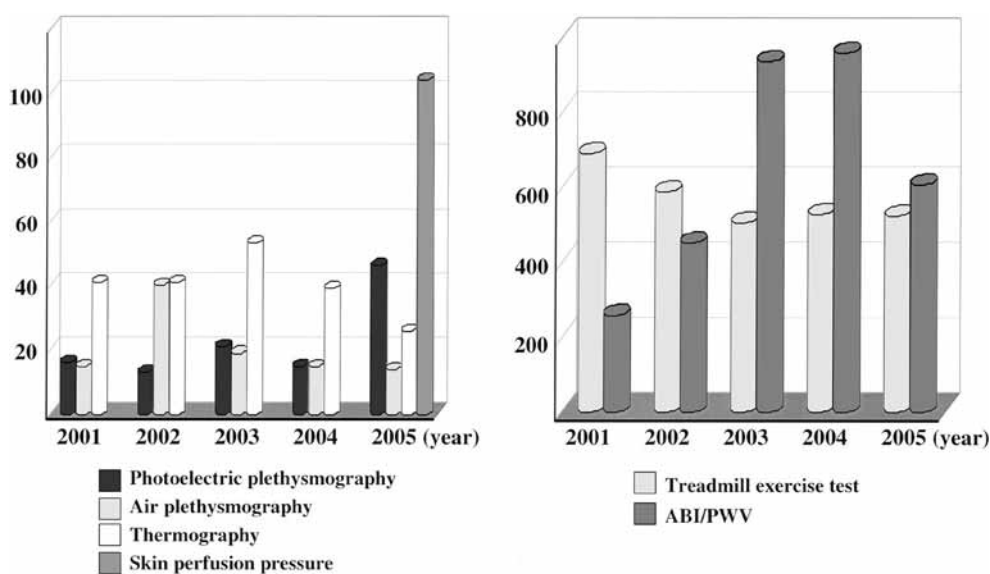 100
80
60
40
20
2001 2002 2003 2004 2005 (year)
Photoelectric plethysmography
Air plethysmography
Thermography
Skin perfusion pressure
800
600
400
200
2001 2002 2003 2004 2005 (year)
Treadmill exercise test
ABI/PWV